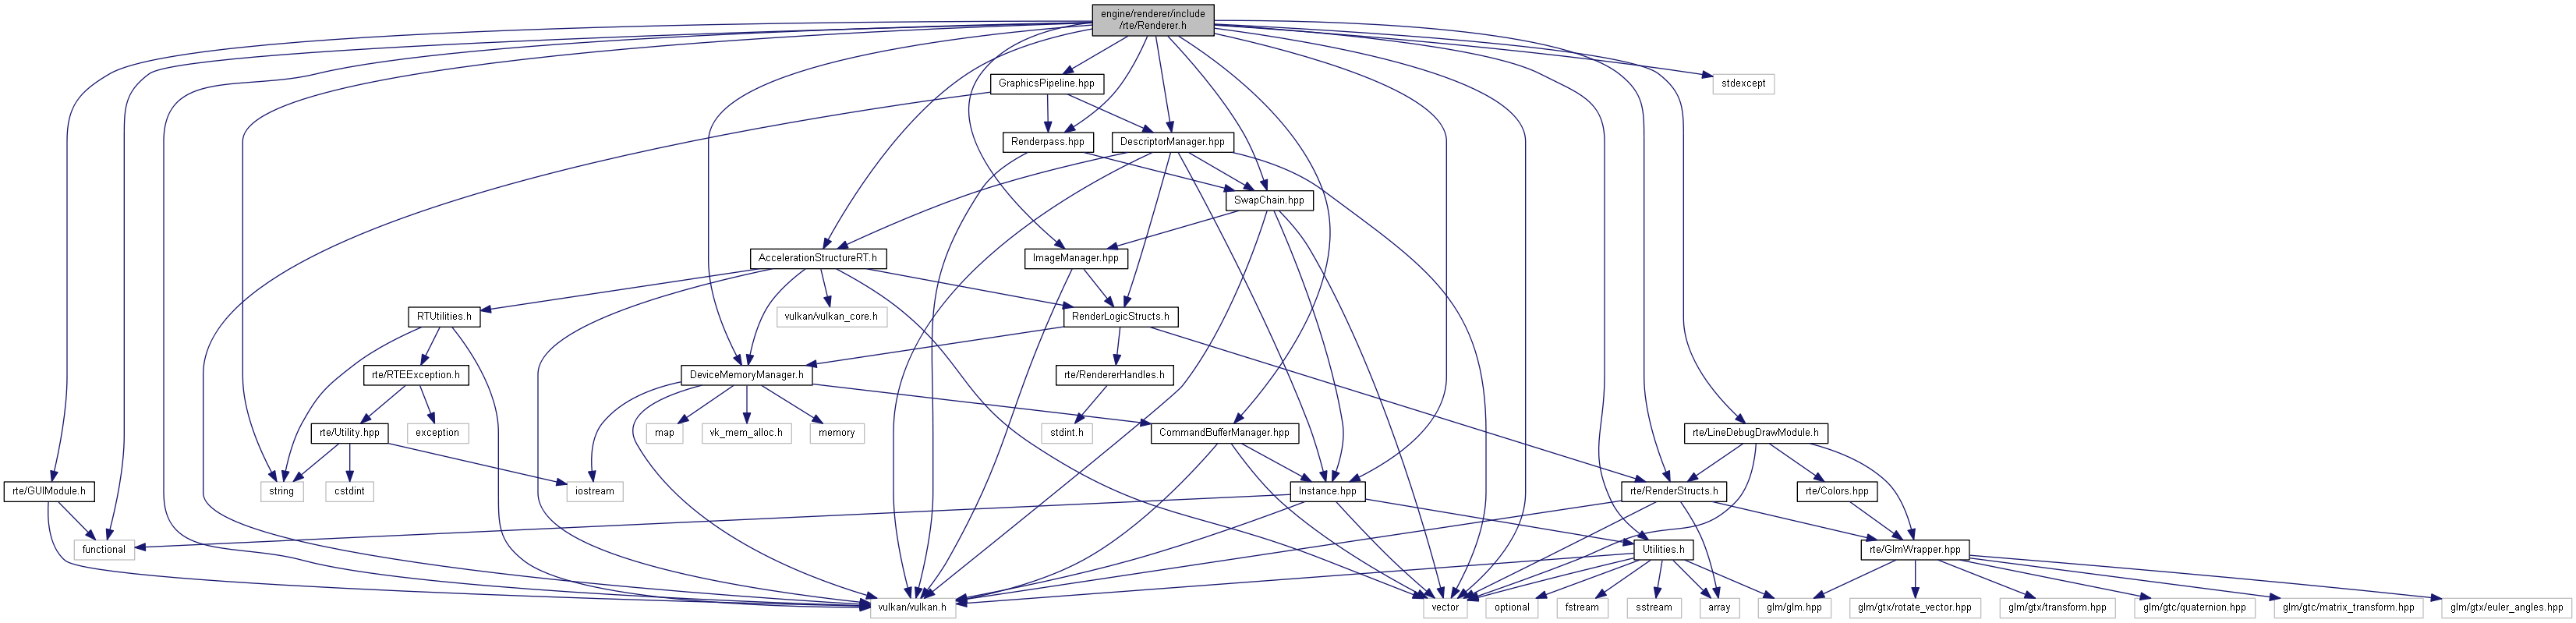 engine/renderer/include
/rte/Renderer.h
stdexcept
GraphicsPipeline.hpp
Renderpass.hpp
DescriptorManager.hpp
SwapChain.hpp
AccelerationStructureRT.h
ImageManager.hpp
RTUtilities.h
vulkan/vulkan_core.h
RenderLogicStructs.h
rte/RTEException.h
DeviceMemoryManager.h
rte/RendererHandles.h
rte/Utility.hpp
exception
map
vk_mem_alloc.h
memory
stdint.h
CommandBufferManager.hpp
rte/LineDebugDrawModule.h
rte/GUIModule.h
string
cstdint
iostream
Instance.hpp
rte/RenderStructs.h
rte/Colors.hpp
functional
Utilities.h
rte/GlmWrapper.hpp
vulkan/vulkan.h
vector
optional
fstream
sstream
array
glm/glm.hpp
glm/gtx/rotate_vector.hpp
glm/gtx/transform.hpp
glm/gtc/quaternion.hpp
glm/gtc/matrix_transform.hpp
glm/gtx/euler_angles.hpp